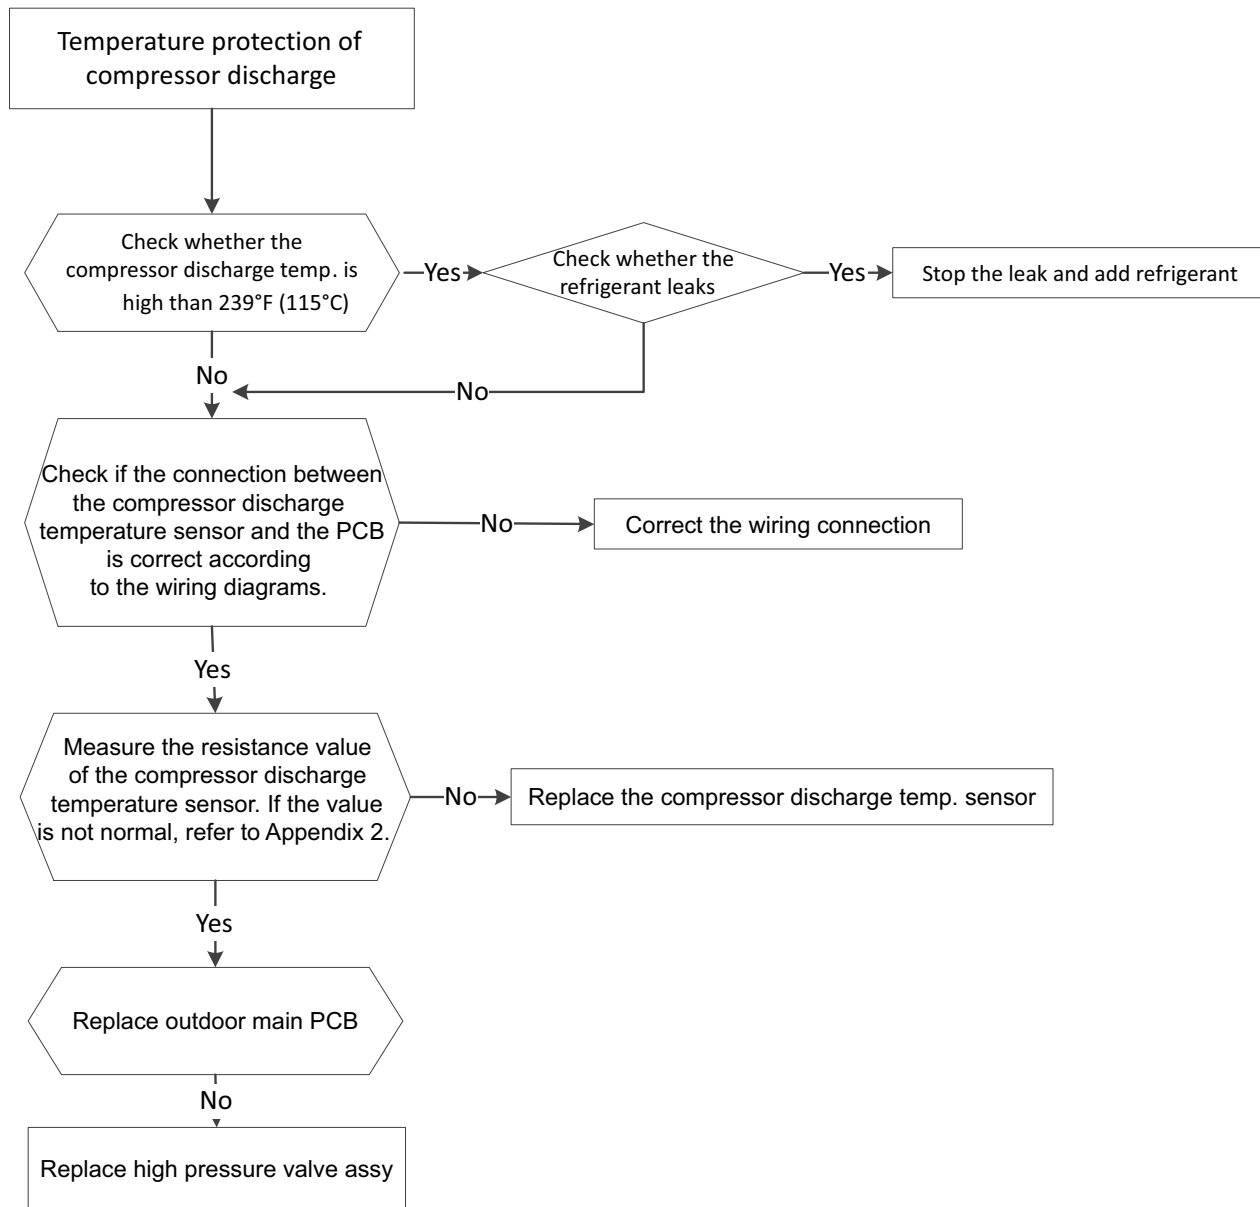 Temperature protection of
compressor discharge
Check whether the
compressor discharge temp. is
high than 239°F (115°C)
Yes
Check whether the
refrigerant leaks
Yes
Stop the leak and add refrigerant
No
No
Check if the connection between
the compressor discharge
temperature sensor and the PCB
is correct according
to the wiring diagrams.
No
Correct the wiring connection
Yes
Measure the resistance value
of the compressor discharge
temperature sensor. If the value
is not normal, refer to Appendix 2.
No
Replace the compressor discharge temp. sensor
Yes
Replace outdoor main PCB
No
Replace high pressure valve assy